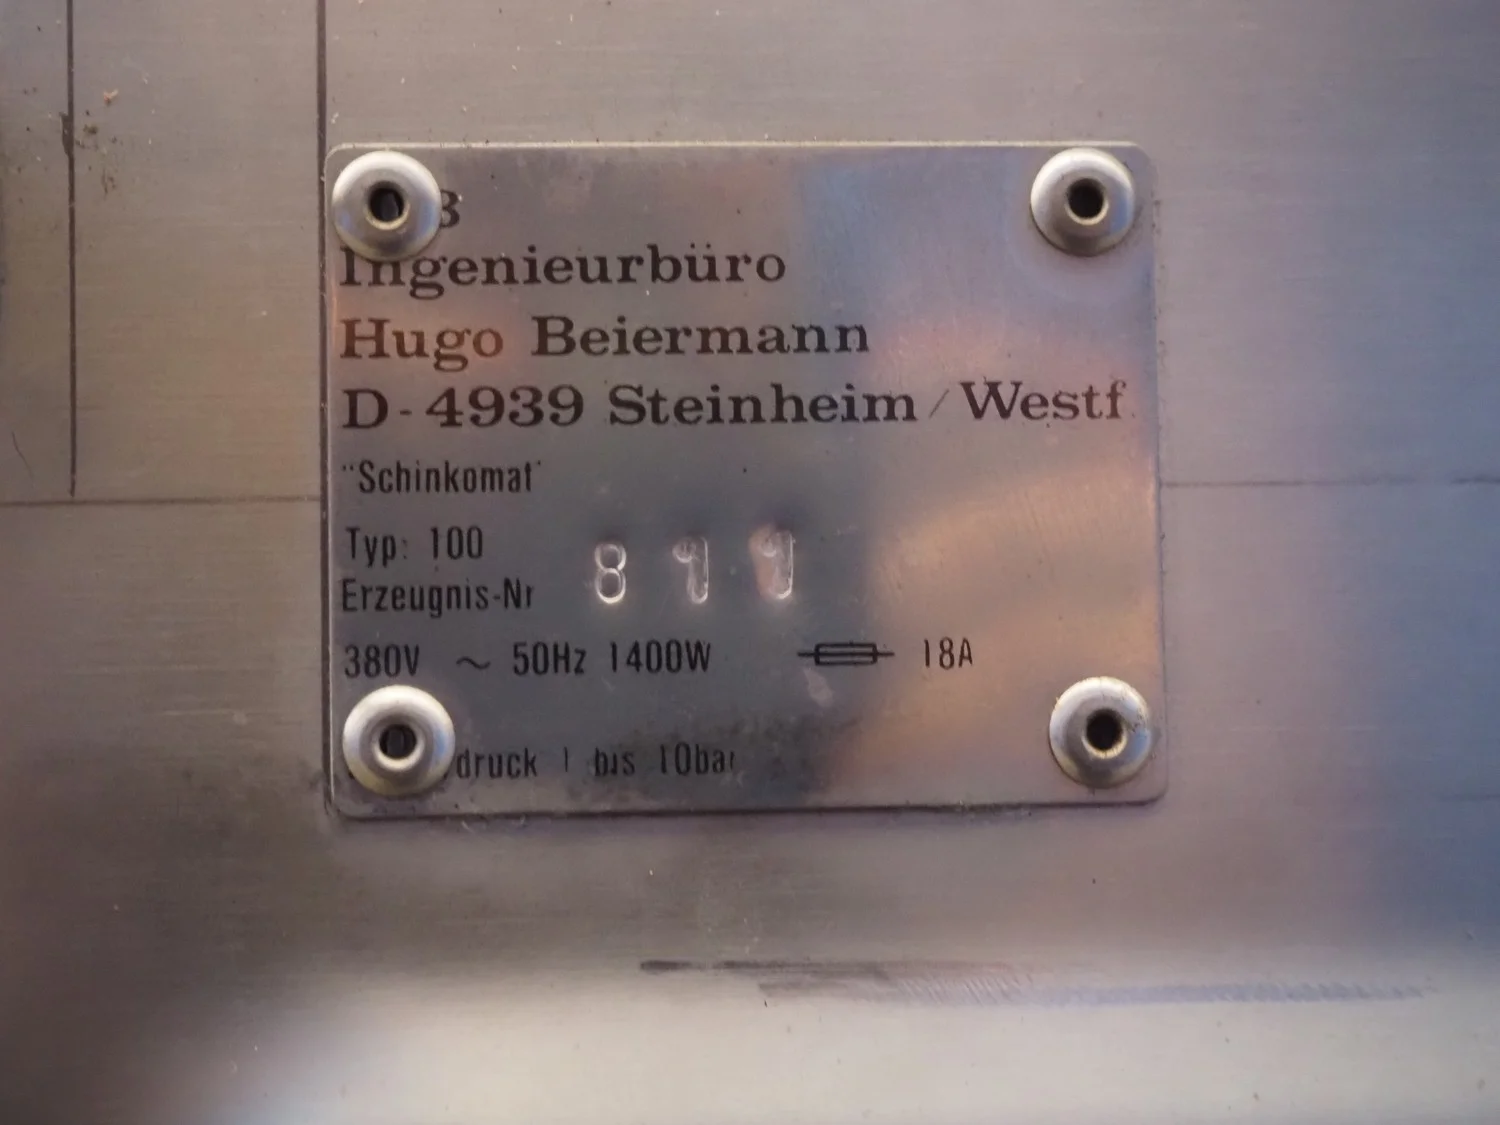 Ingenieurbüro
Hugo Beiermann
D-4939 Steinheim/Westf.
"Schinkomat"
Typ: 100
Erzeugnis-Nr 811
380V ~ 50Hz 1400W 18A
druck 1 bis 10bar